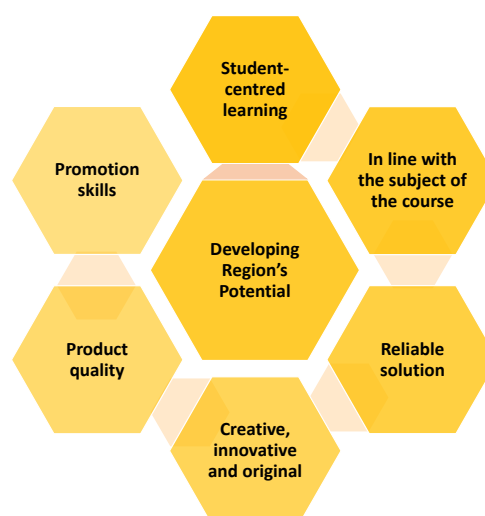 Student-
centred
learning
In line with
the subject of
the course
Reliable
solution
Creative,
innovative
and original
Product
quality
Promotion
skills
Developing
Region's
Potential